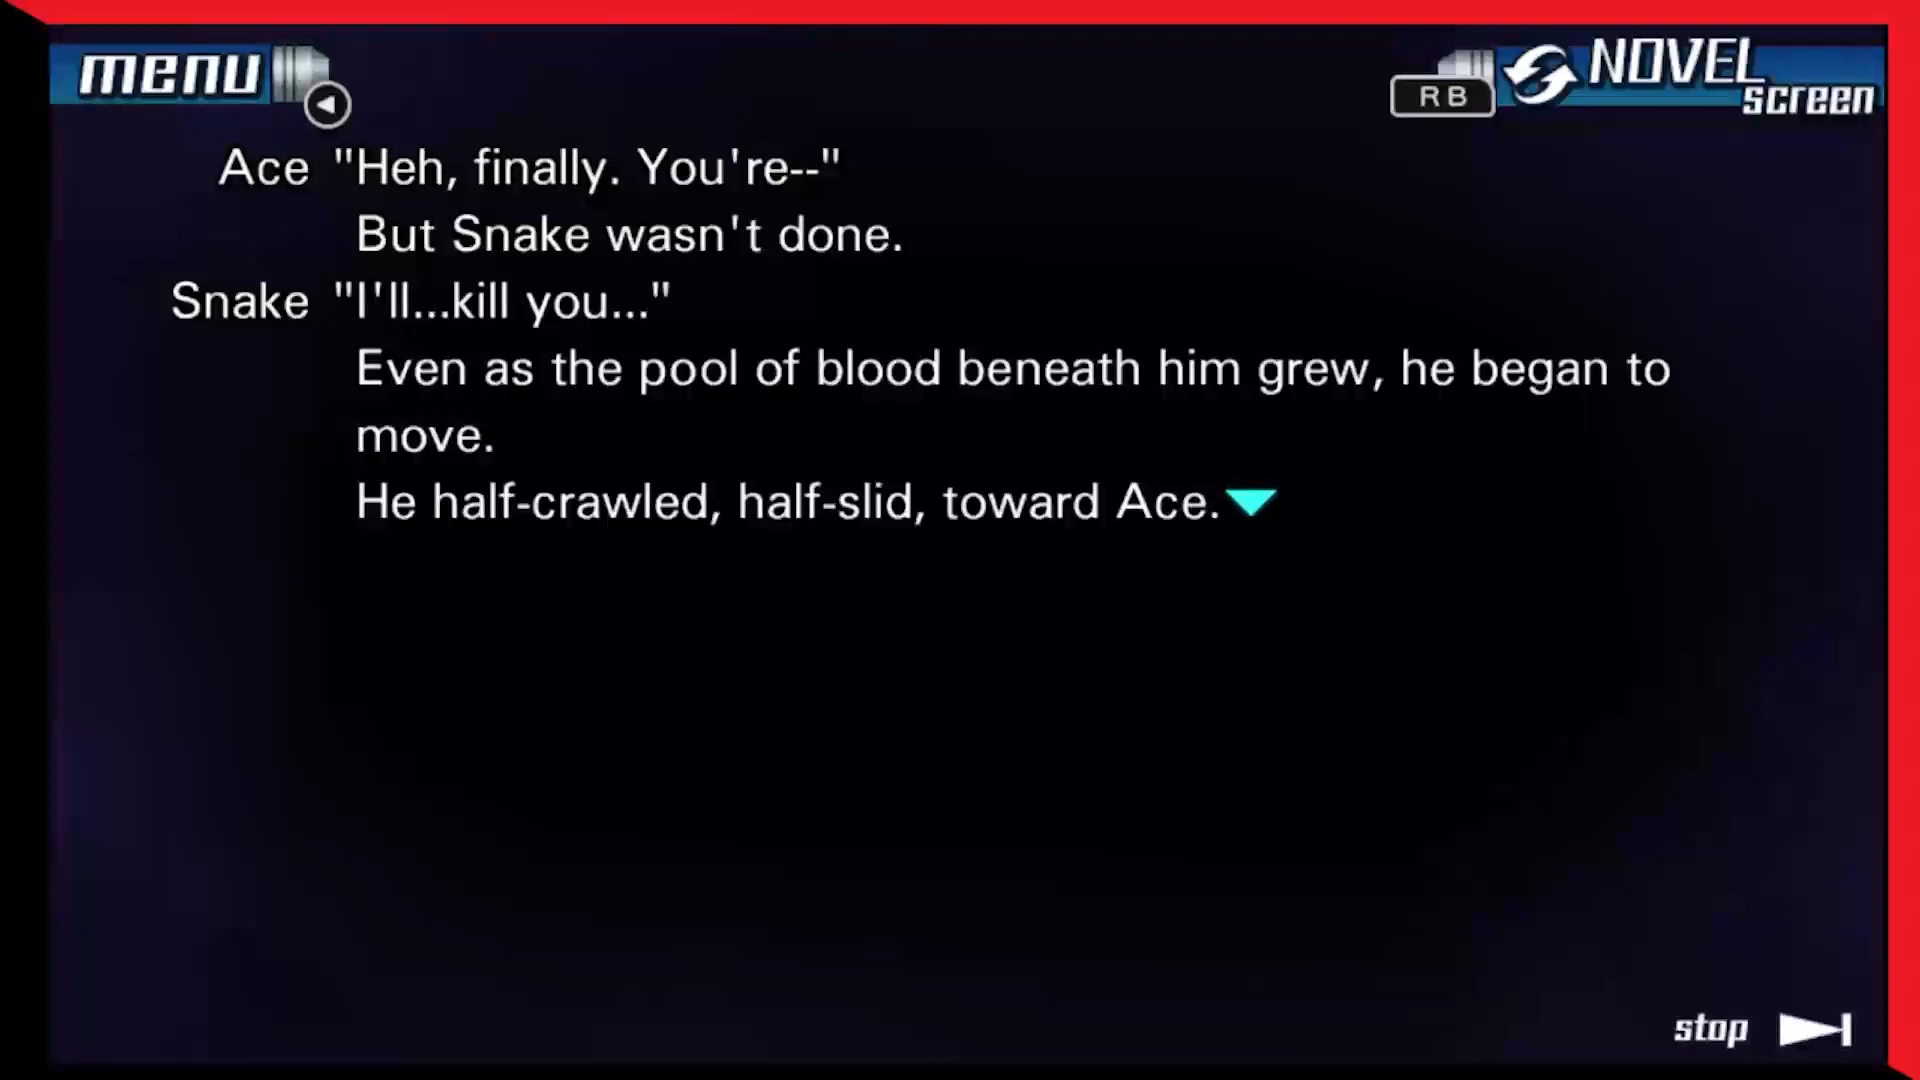 menu
RB NOVEL screen
Ace "Heh, finally. You're--"
But Snake wasn't done.
Snake "I'll...kill you..."
Even as the pool of blood beneath him grew, he began to
move.
He half-crawled, half-slid, toward Ace.
stop